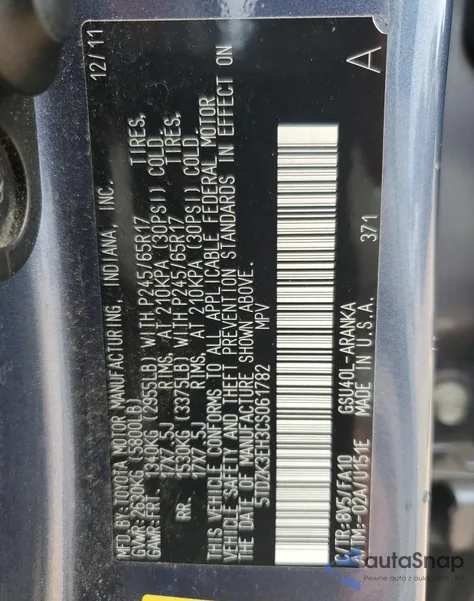 MFD.BY:TOYOTA MOTOR MANUFACTURING, INDIANA, INC. 12/11
GVWR:2630KG (5800LB)
GAWR:FRT. 1340KG (2955LB) WITH P245/65R17 TIRES,
17X7.5J RIMS, AT 210KPA (30PSI) COLD.
RR. 1530KG (3375LB) WITH P245/65R17 TIRES,
17X7.5J RIMS, AT 210KPA (30PSI) COLD.
THIS VEHICLE CONFORMS TO ALL APPLICABLE FEDERAL MOTOR
VEHICLE SAFETY AND THEFT PREVENTION STANDARDS IN EFFECT ON
THE DATE OF MANUFACTURE SHOWN ABOVE.
5TDZK3EH3CS061782 MPV
C/TR:8V5/FA10 GSU40L-ARANKA 371 A
A/TM:-02A/U151E MADE IN U.S.A.
autoSnap
Pewne auto z